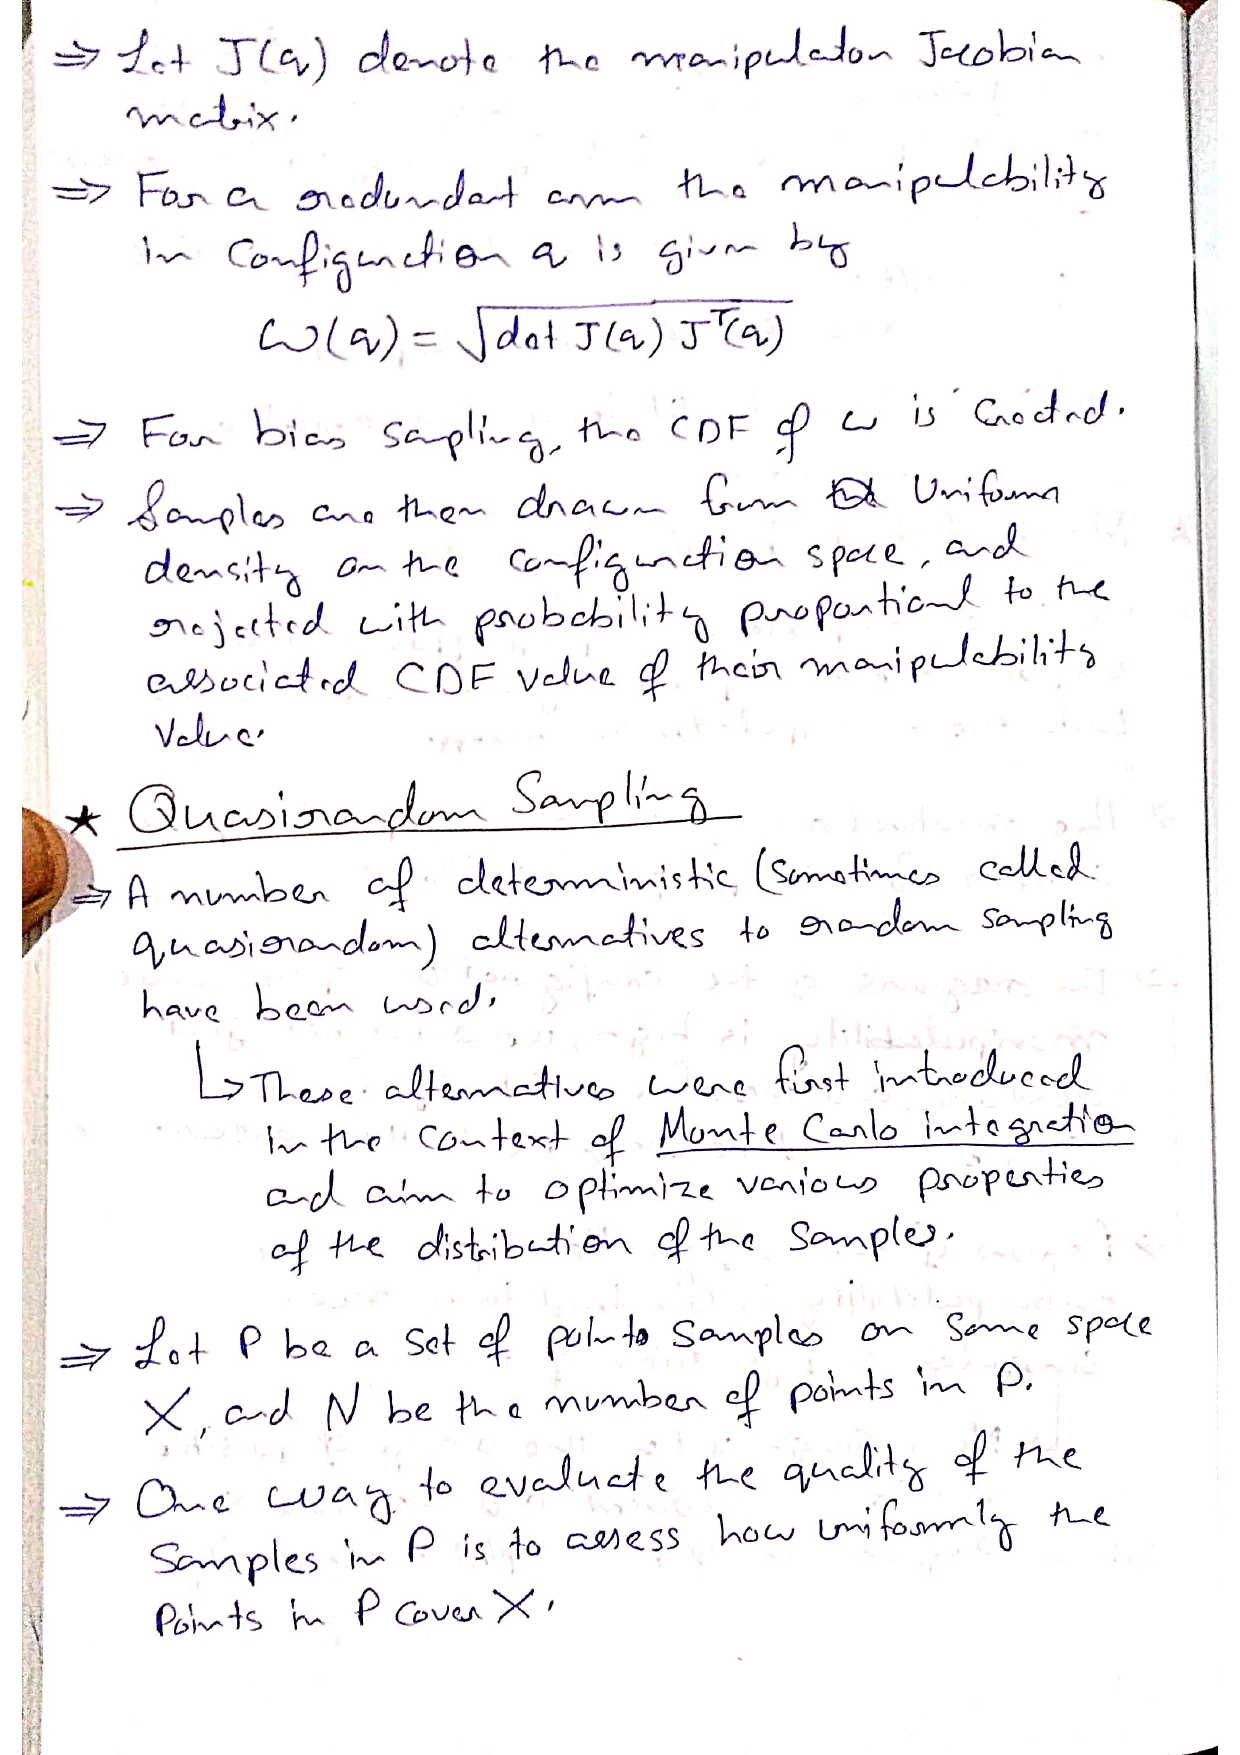 ⇒ Let J(q) denote the manipulator Jacobian
matrix.
⇒ For a redundant arm the manipulability
in Configuration q is given by
ω(q) = √det J(q) Jᵀ(q)
⇒ For bias sampling, the CDF of ω is Created.
⇒ Samples are then drawn from Uniform
density on the configuration space, and
rejected with probability proportional to the
associated CDF value of their manipulability
Value.
★ Quasirandom Sampling
⇒ A number of deterministic (Sometimes called
quasirandom) alternatives to random sampling
have been used.
↳ These alternatives were first introduced
in the context of Monte Carlo integration
and aim to optimize various properties
of the distribution of the Samples.
⇒ Let P be a Set of points Samples on Some space
X, and N be the number of points in P.
⇒ One way to evaluate the quality of the
Samples in P is to assess how uniformly the
Points in P cover X.